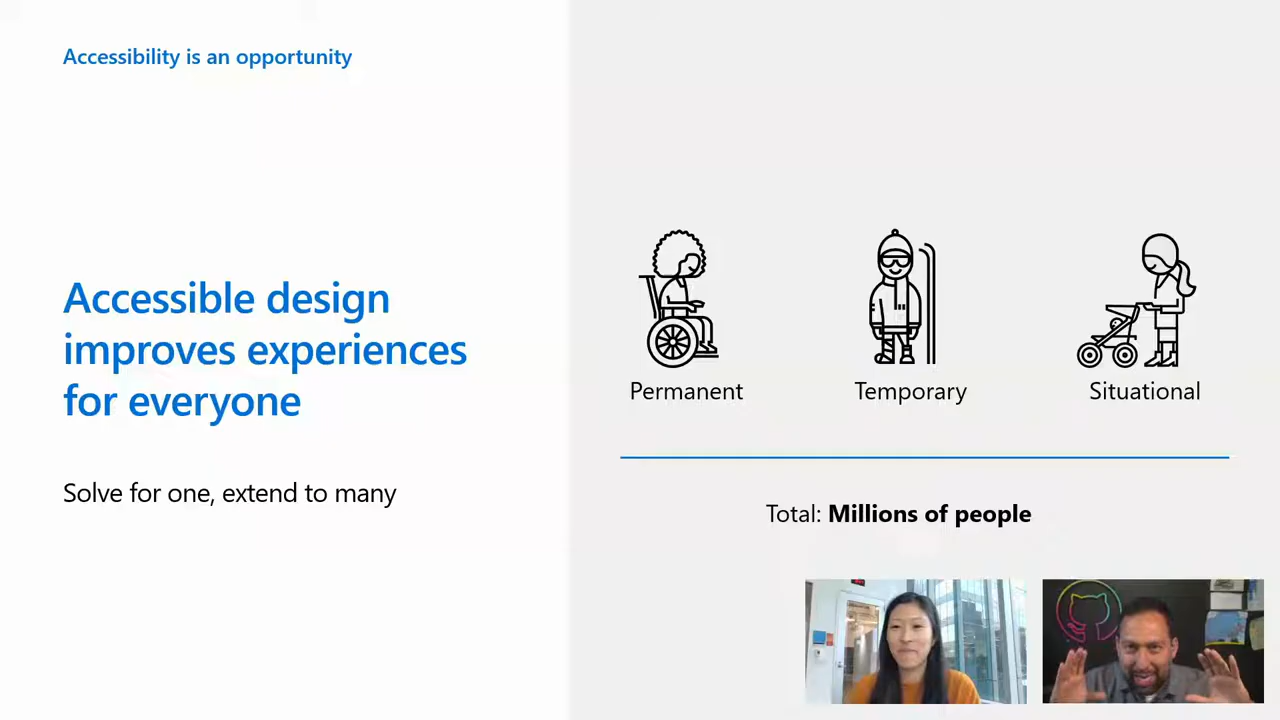 Accessibility is an opportunity
Accessible design
improves experiences
for everyone
Solve for one, extend to many
Permanent
Temporary
Situational
Total: Millions of people